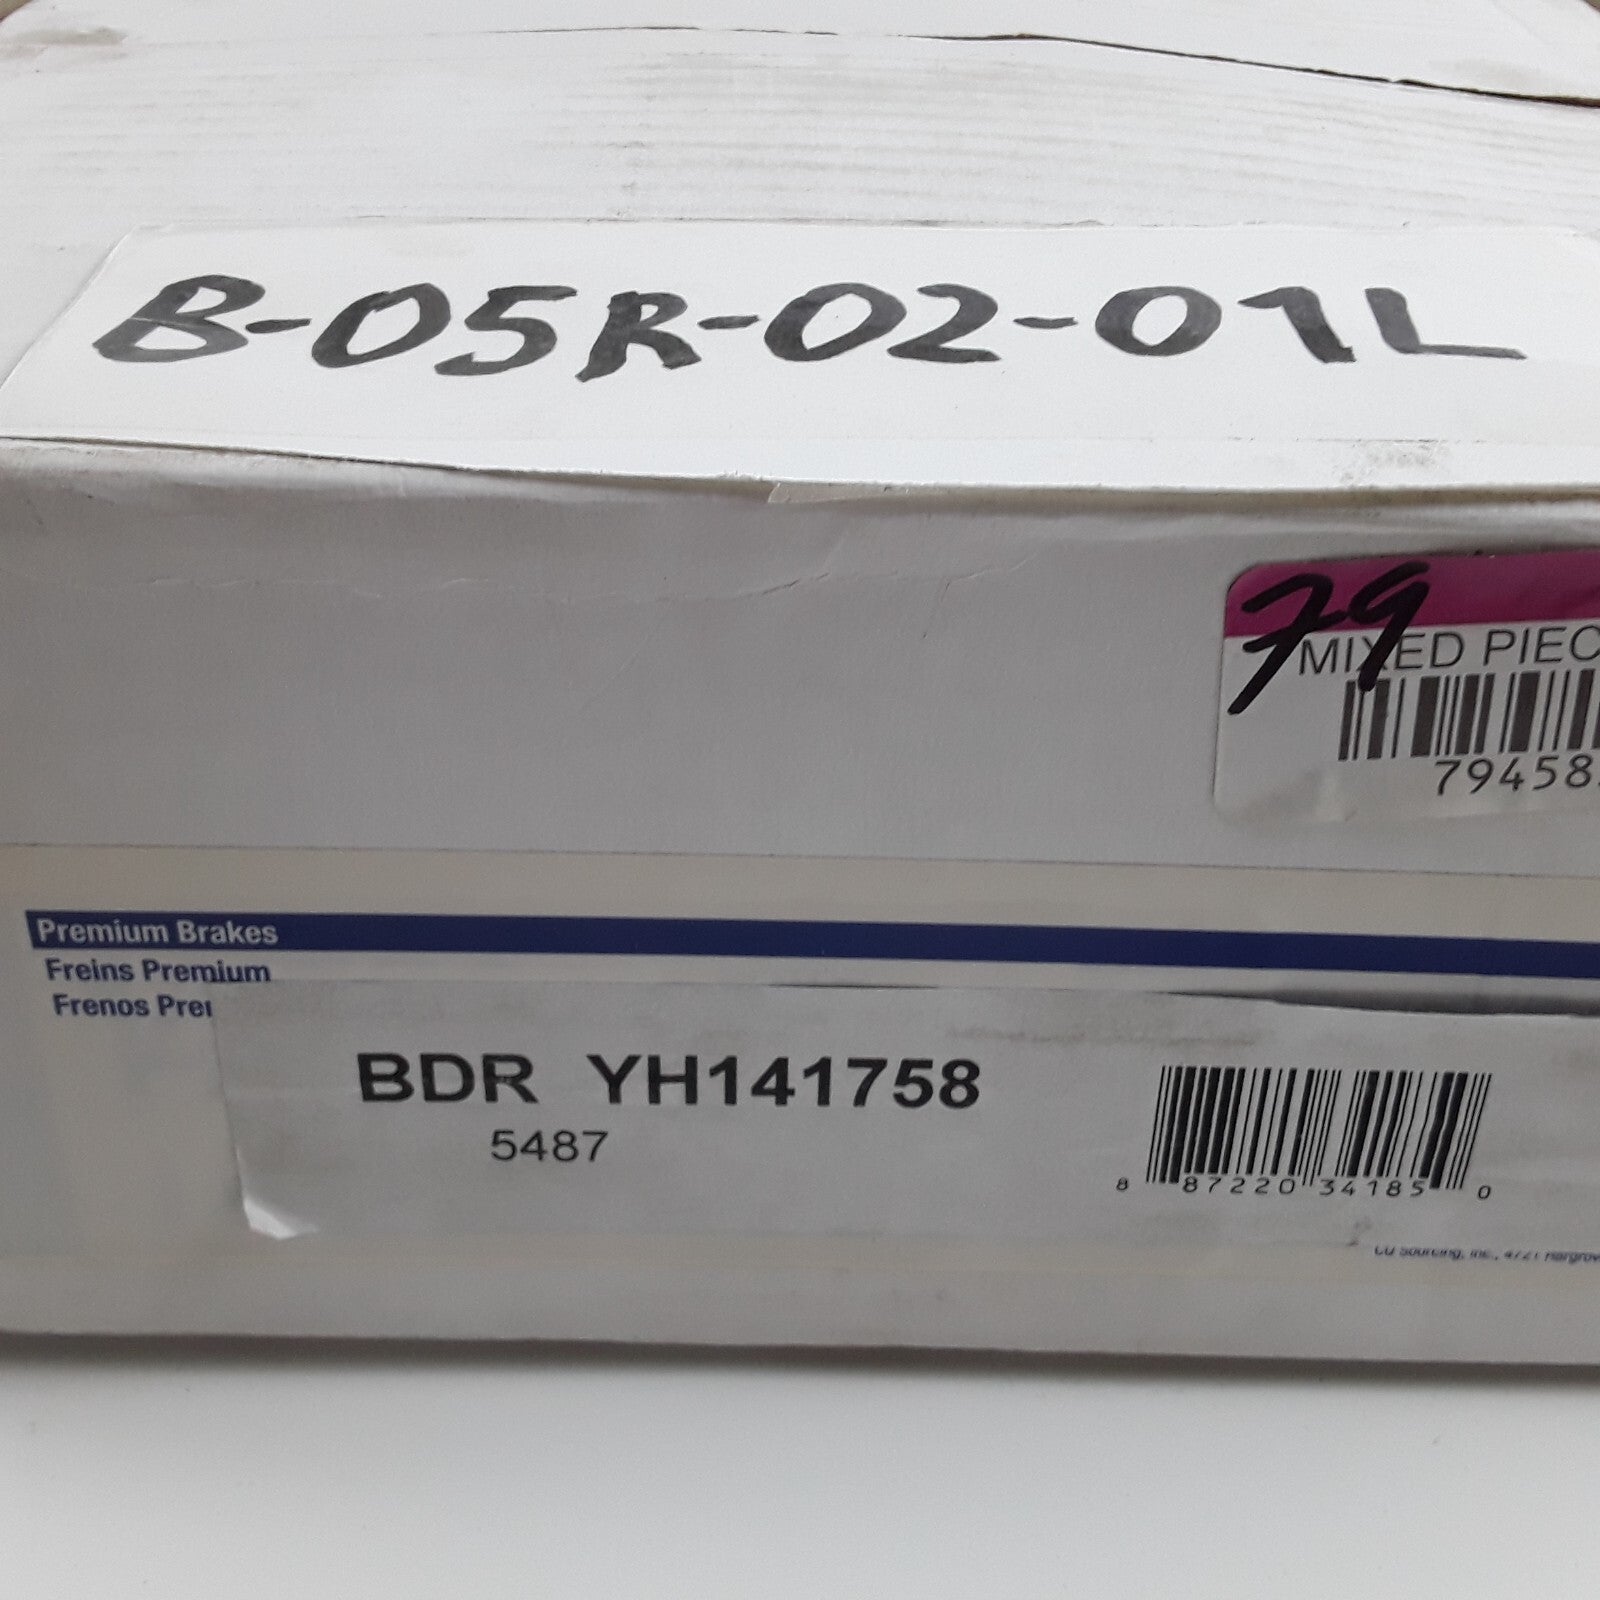 B-05R-02-01L
79
MIXED PIEC
79458
Premium Brakes
Freins Premium
Frenos Pre
BDR YH141758
5487
8 87220 34185 0